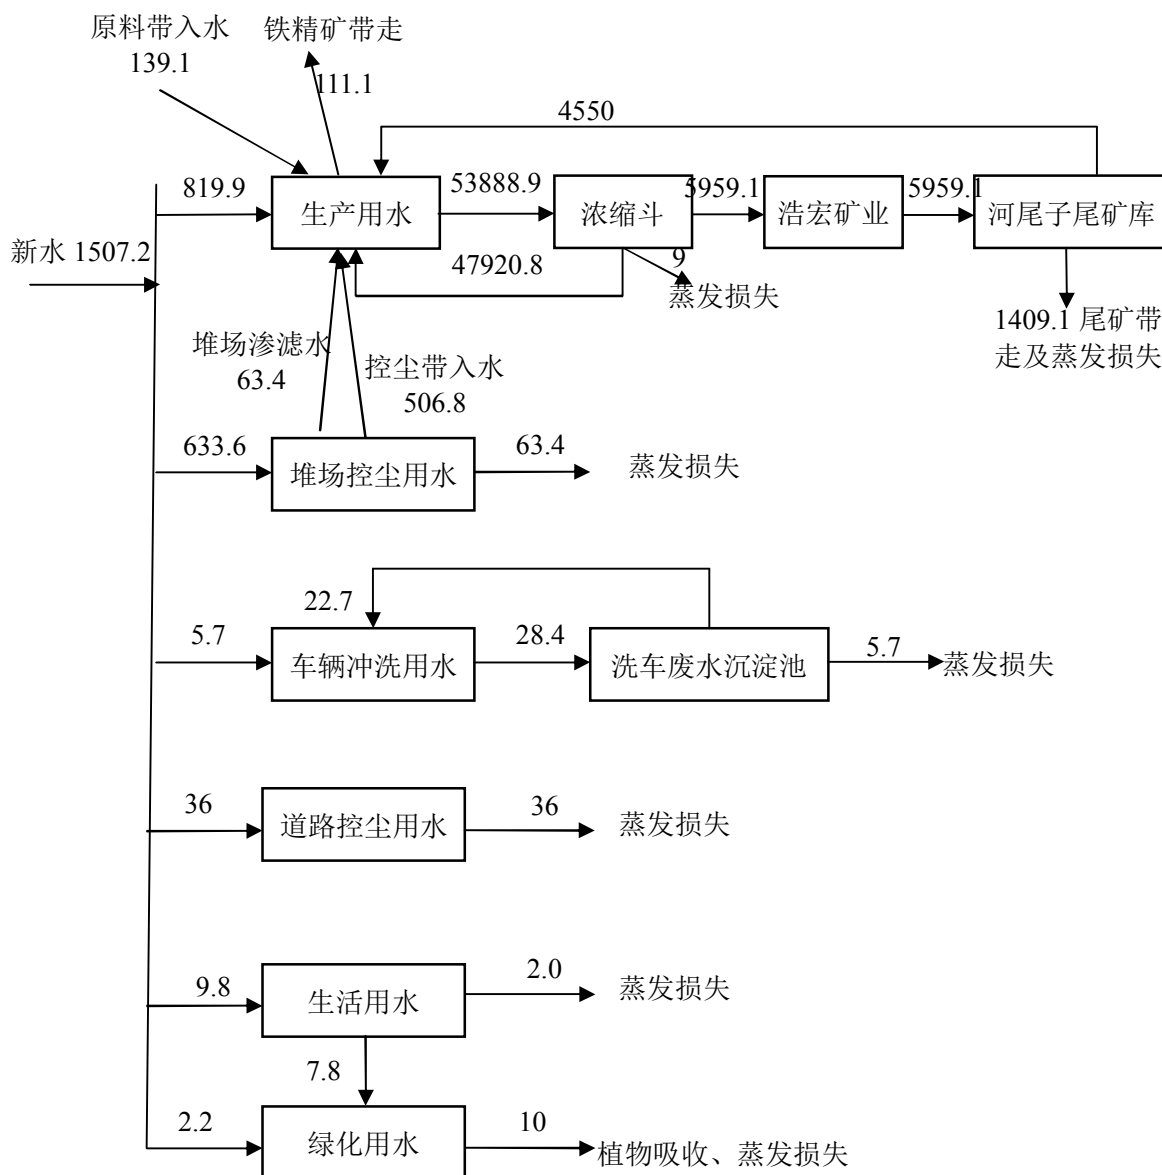 原料带入水
139.1
铁精矿带走
111.1
4550
819.9
生产用水
53888.9
浓缩斗
5959.1
浩宏矿业
5959.1
河尾子尾矿库
新水 1507.2
47920.8
9
蒸发损失
1409.1 尾矿带
走及蒸发损失
堆场渗滤水
63.4
控尘带入水
506.8
633.6
堆场控尘用水
63.4
蒸发损失
22.7
5.7
车辆冲洗用水
28.4
洗车废水沉淀池
5.7
蒸发损失
36
道路控尘用水
36
蒸发损失
9.8
生活用水
2.0
蒸发损失
7.8
2.2
绿化用水
10
植物吸收、蒸发损失